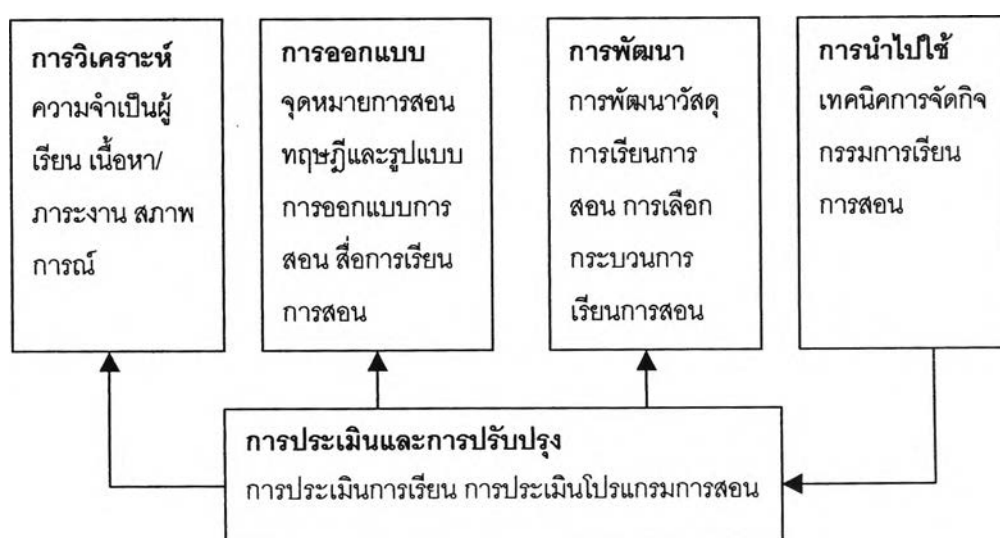 การวิเคราะห์
ความจำเป็นผู้
เรียน เนื้อหา/
ภาระงาน สภาพ
การณ์
การออกแบบ
จุดหมายการสอน
ทฤษฎีและรูปแบบ
การออกแบบการ
สอน สื่อการเรียน
การสอน
การพัฒนา
การพัฒนาวัสดุ
การเรียนการ
สอน การเลือก
กระบวนการ
เรียนการสอน
การนำไปใช้
เทคนิคการจัดกิจ
กรรมการเรียน
การสอน
การประเมินและการปรับปรุง
การประเมินการเรียน การประเมินโปรแกรมการสอน